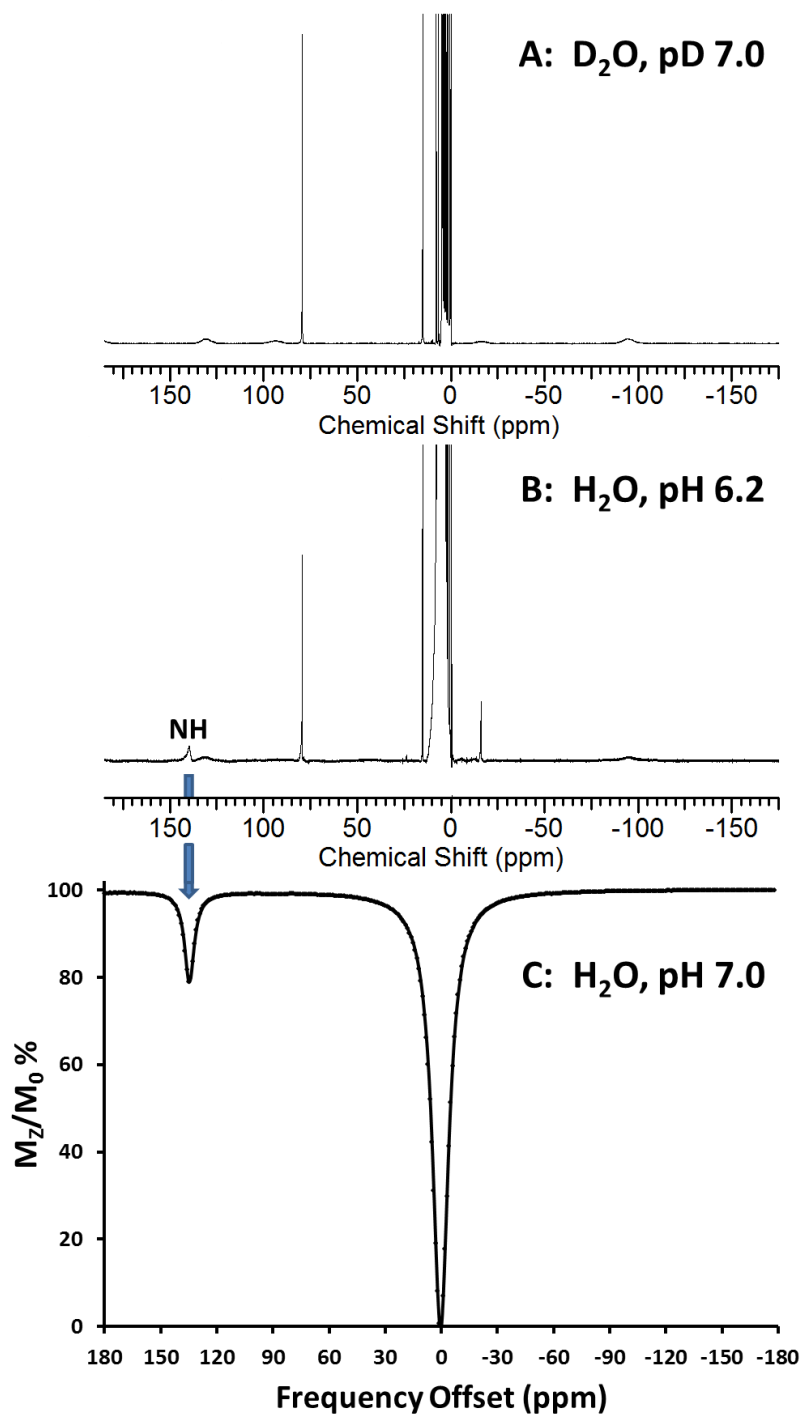 A: D₂O, pD 7.0
150 100 50 0 -50 -100 -150
Chemical Shift (ppm)
B: H₂O, pH 6.2
NH
150 100 50 0 -50 -100 -150
Chemical Shift (ppm)
C: H₂O, pH 7.0
100
80
60
40
20
0
M_Z/M₀ %
180 150 120 90 60 30 0 -30 -60 -90 -120 -150 -180
Frequency Offset (ppm)